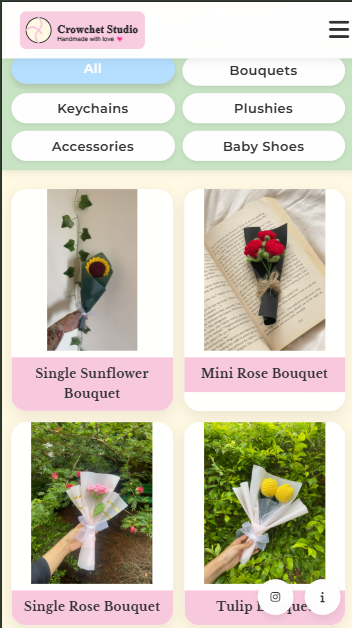 Crowchet Studio
Handmade with love 💗
All
Bouquets
Keychains
Plushies
Accessories
Baby Shoes
Single Sunflower
Bouquet
Mini Rose Bouquet
Single Rose Bouquet
Tulip
i